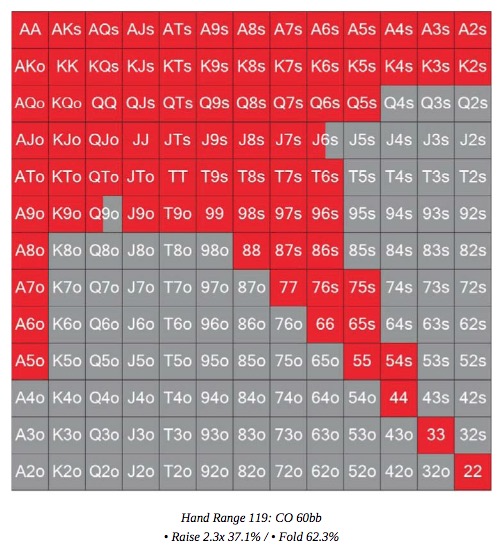 AA AKs AQs AJs ATs A9s A8s A7s A6s A5s A4s A3s A2s
AKo KK KQs KJs KTs K9s K8s K7s K6s K5s K4s K3s K2s
AQo KQo QQ QJs QTs Q9s Q8s Q7s Q6s Q5s Q4s Q3s Q2s
AJo KJo QJo JJ JTs J9s J8s J7s J6s J5s J4s J3s J2s
ATo KTo QTo JTo TT T9s T8s T7s T6s T5s T4s T3s T2s
A9o K9o Q9o J9o T9o 99 98s 97s 96s 95s 94s 93s 92s
A8o K8o Q8o J8o T8o 98o 88 87s 86s 85s 84s 83s 82s
A7o K7o Q7o J7o T7o 97o 87o 77 76s 75s 74s 73s 72s
A6o K6o Q6o J6o T6o 96o 86o 76o 66 65s 64s 63s 62s
A5o K5o Q5o J5o T5o 95o 85o 75o 65o 55 54s 53s 52s
A4o K4o Q4o J4o T4o 94o 84o 74o 64o 54o 44 43s 42s
A3o K3o Q3o J3o T3o 93o 83o 73o 63o 53o 43o 33 32s
A2o K2o Q2o J2o T2o 92o 82o 72o 62o 52o 42o 32o 22
Hand Range 119: CO 60bb
• Raise 2.3x 37.1% / • Fold 62.3%